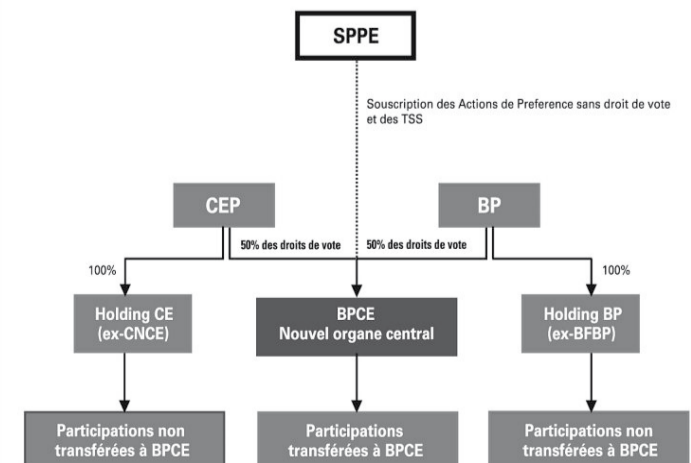 SPPE
Souscription des Actions de Preference sans droit de vote
et des TSS
CEP
BP
50% des droits de vote
50% des droits de vote
100%
100%
Holding CE
(ex-CNCE)
BPCE
Nouvel organe central
Holding BP
(ex-BFBP)
Participations non
transférées à BPCE
Participations
transférées à BPCE
Participations non
transférées à BPCE